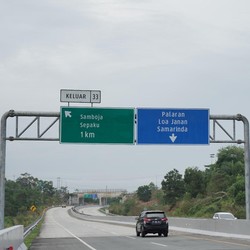 KELUAR 33
Samboja
Sepaku
1 km
Palaran
Loa Janan
Samarinda